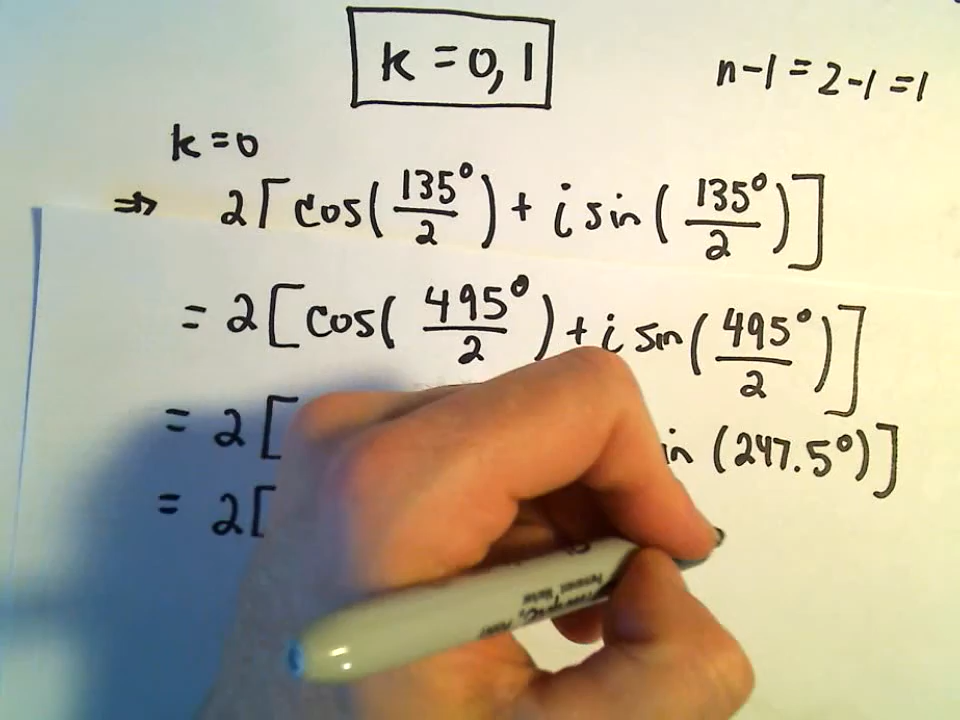 k = 0, 1
n-1 = 2-1 = 1
k = 0
⇒ 2[cos(135°/2) + i sin(135°/2)]
= 2[cos(495°/2) + i sin(495°/2)]
= 2[ in (247.5°)]
= 2[